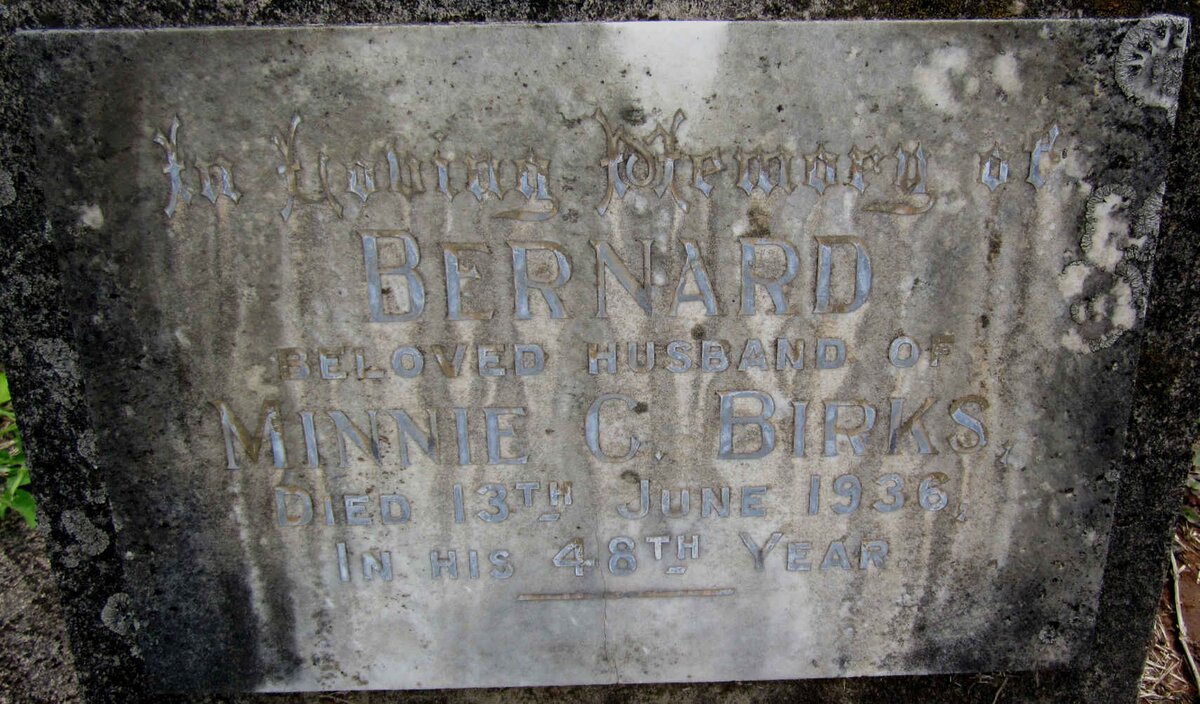 In Loving Memory of
BERNARD
BELOVED HUSBAND OF
MINNIE C. BIRKS,
DIED 13TH JUNE 1936,
IN HIS 48TH YEAR.